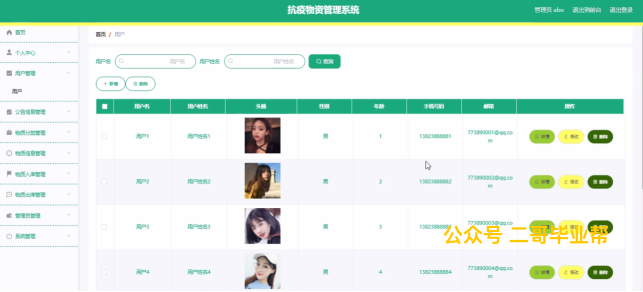 抗疫物资管理系统
管理员 abo 退出到前台 退出登录
首页
个人中心
用户管理
用户
公告信息管理
物资分类管理
物资信息管理
物资入库管理
物资出库管理
管理员管理
系统管理
首页 / 用户
用户名 用户名 用户姓名 用户姓名 查询
+ 新增 删除
用户名 用户姓名 头像 性别 年龄 手机号码 邮箱 操作
用户1 用户姓名1 男 1 13823888881 773890001@qq.com 详情 修改 删除
用户2 用户姓名2 男 2 13823888882 773890002@qq.com 详情 修改 删除
用户3 用户姓名3 男 3 13823888883 773890003@qq.com 详情 修改 删除
用户4 用户姓名4 男 4 13823888884 773890004@qq.com 详情 修改 删除
公众号 二哥毕业帮